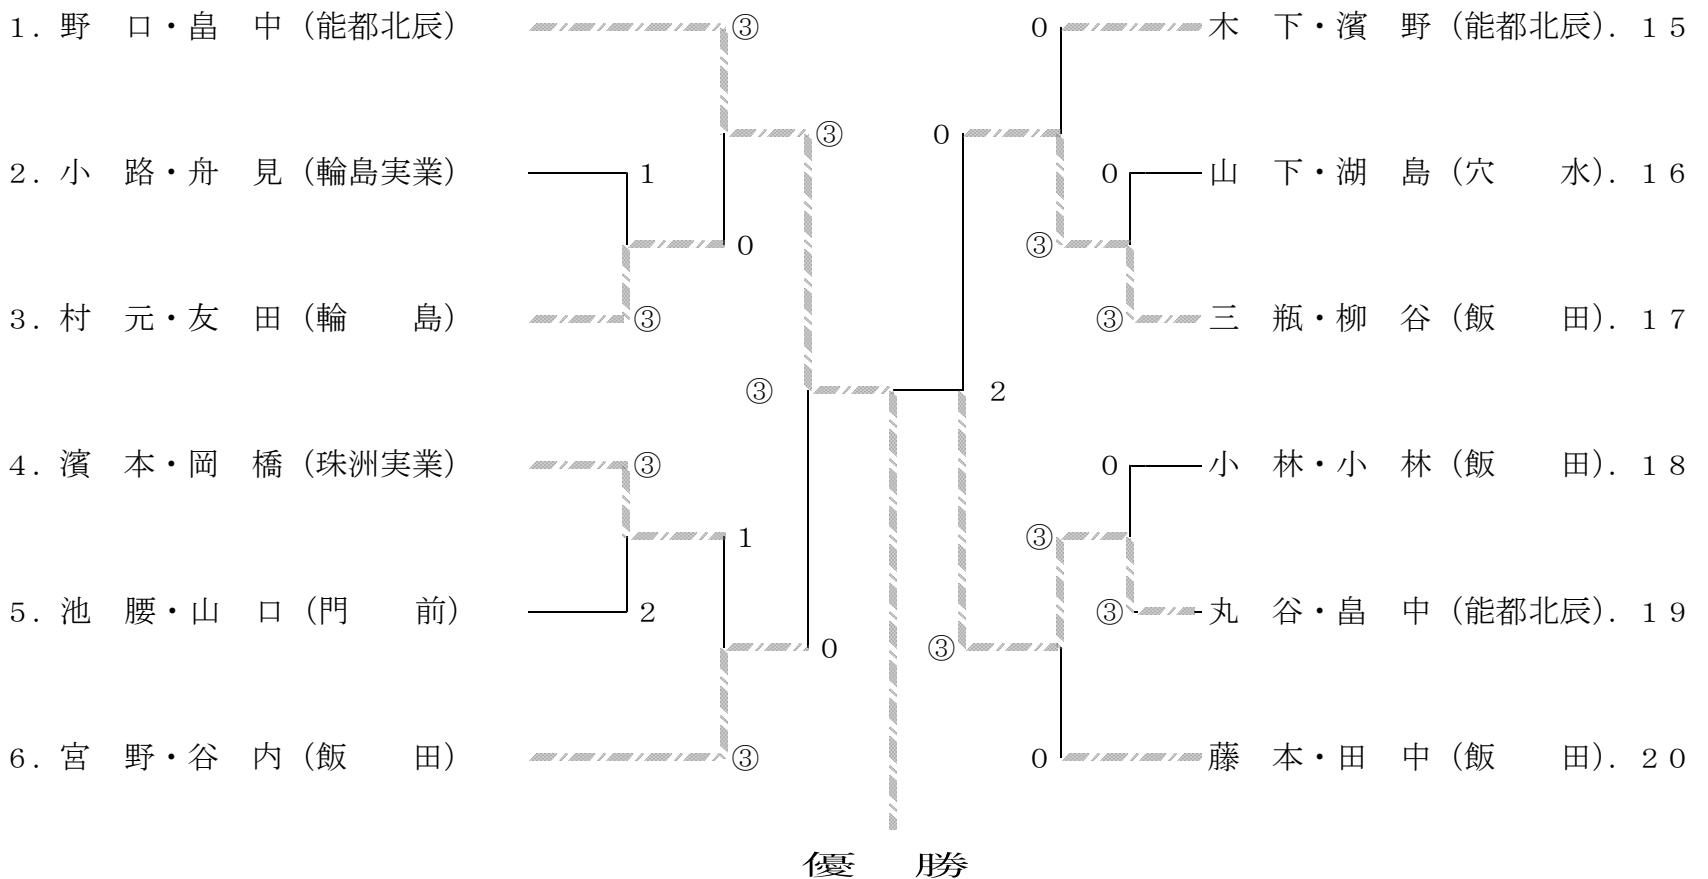 １. 野　口・畠　中（能都北辰） ③ 0 木　下・濱　野（能都北辰）. １５
③ 0
２. 小　路・舟　見（輪島実業） 1 0 山　下・湖　島（穴　　水）. １６
0 ③
３. 村　元・友　田（輪　　島） ③ ③ 三　瓶・柳　谷（飯　　田）. １７
③ 2
４. 濱　本・岡　橋（珠洲実業） ③ 0 小　林・小　林（飯　　田）. １８
1 ③
５. 池　腰・山　口（門　　前） 2 ③ 丸　谷・畠　中（能都北辰）. １９
0 ③
６. 宮　野・谷　内（飯　　田） ③ 0 藤　本・田　中（飯　　田）. ２０
優　勝